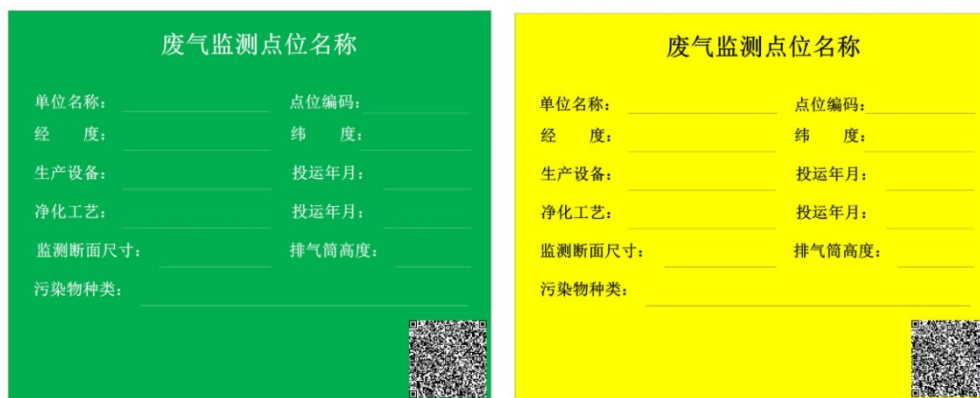 废气监测点位名称
单位名称： 点位编码：
经 度： 纬 度：
生产设备： 投运年月：
净化工艺： 投运年月：
监测断面尺寸： 排气筒高度：
污染物种类：
废气监测点位名称
单位名称： 点位编码：
经 度： 纬 度：
生产设备： 投运年月：
净化工艺： 投运年月：
监测断面尺寸： 排气筒高度：
污染物种类：